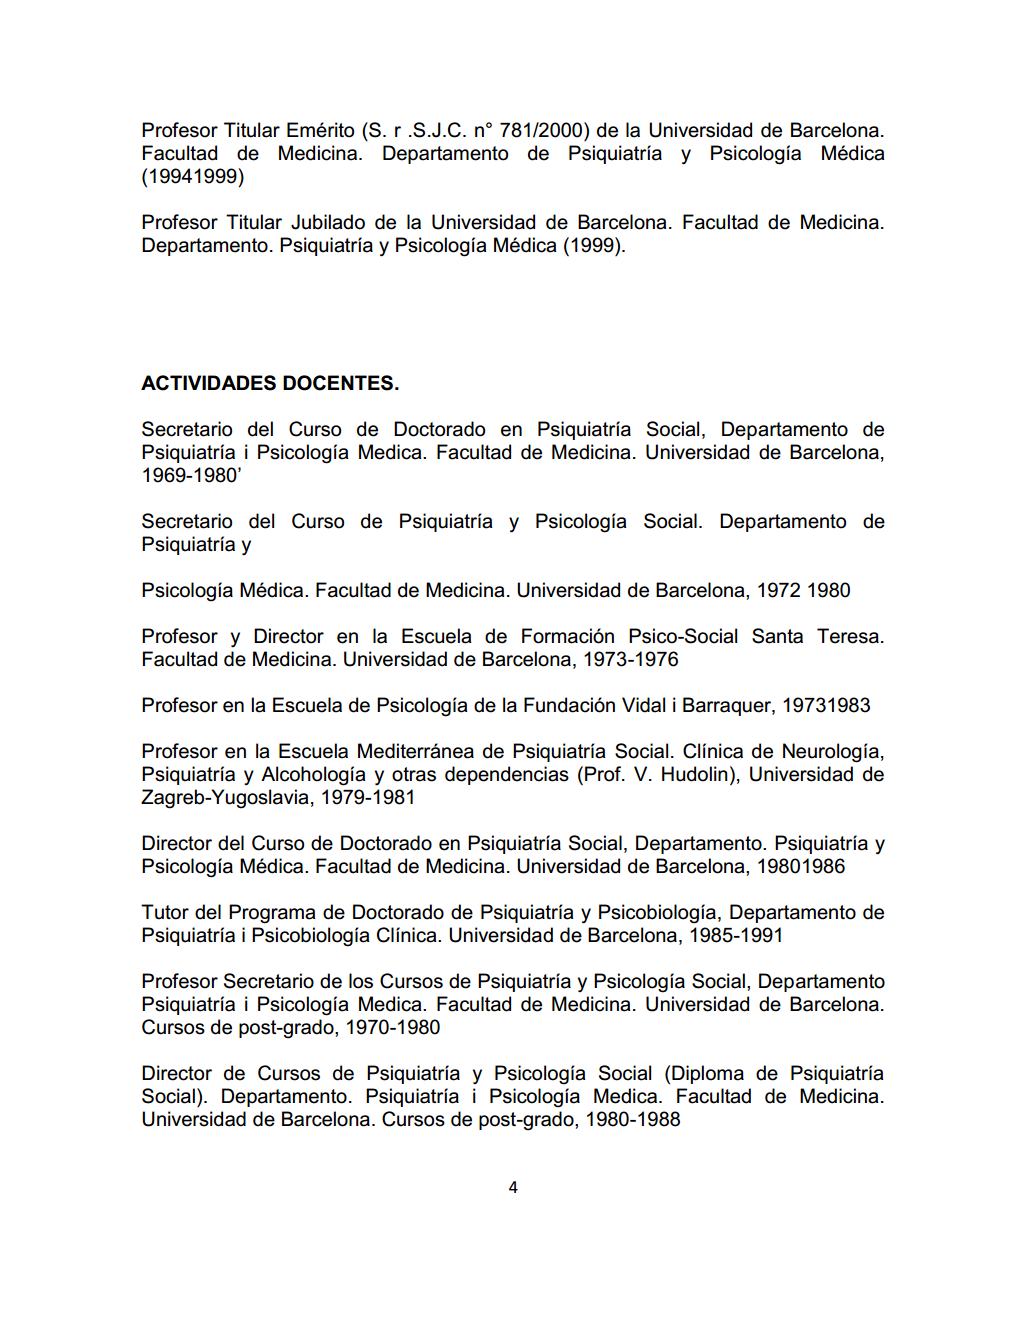 Profesor Titular Emérito (S. r .S.J.C. n° 781/2000) de la Universidad de Barcelona.
Facultad de Medicina. Departamento de Psiquiatría y Psicología Médica
(19941999)
Profesor Titular Jubilado de la Universidad de Barcelona. Facultad de Medicina.
Departamento. Psiquiatría y Psicología Médica (1999).
ACTIVIDADES DOCENTES.
Secretario del Curso de Doctorado en Psiquiatría Social, Departamento de
Psiquiatría i Psicología Medica. Facultad de Medicina. Universidad de Barcelona,
1969-1980’
Secretario del Curso de Psiquiatría y Psicología Social. Departamento de
Psiquiatría y
Psicología Médica. Facultad de Medicina. Universidad de Barcelona, 1972 1980
Profesor y Director en la Escuela de Formación Psico-Social Santa Teresa.
Facultad de Medicina. Universidad de Barcelona, 1973-1976
Profesor en la Escuela de Psicología de la Fundación Vidal i Barraquer, 19731983
Profesor en la Escuela Mediterránea de Psiquiatría Social. Clínica de Neurología,
Psiquiatría y Alcohología y otras dependencias (Prof. V. Hudolin), Universidad de
Zagreb-Yugoslavia, 1979-1981
Director del Curso de Doctorado en Psiquiatría Social, Departamento. Psiquiatría y
Psicología Médica. Facultad de Medicina. Universidad de Barcelona, 19801986
Tutor del Programa de Doctorado de Psiquiatría y Psicobiología, Departamento de
Psiquiatría i Psicobiología Clínica. Universidad de Barcelona, 1985-1991
Profesor Secretario de los Cursos de Psiquiatría y Psicología Social, Departamento
Psiquiatría i Psicología Medica. Facultad de Medicina. Universidad de Barcelona.
Cursos de post-grado, 1970-1980
Director de Cursos de Psiquiatría y Psicología Social (Diploma de Psiquiatría
Social). Departamento. Psiquiatría i Psicología Medica. Facultad de Medicina.
Universidad de Barcelona. Cursos de post-grado, 1980-1988
4